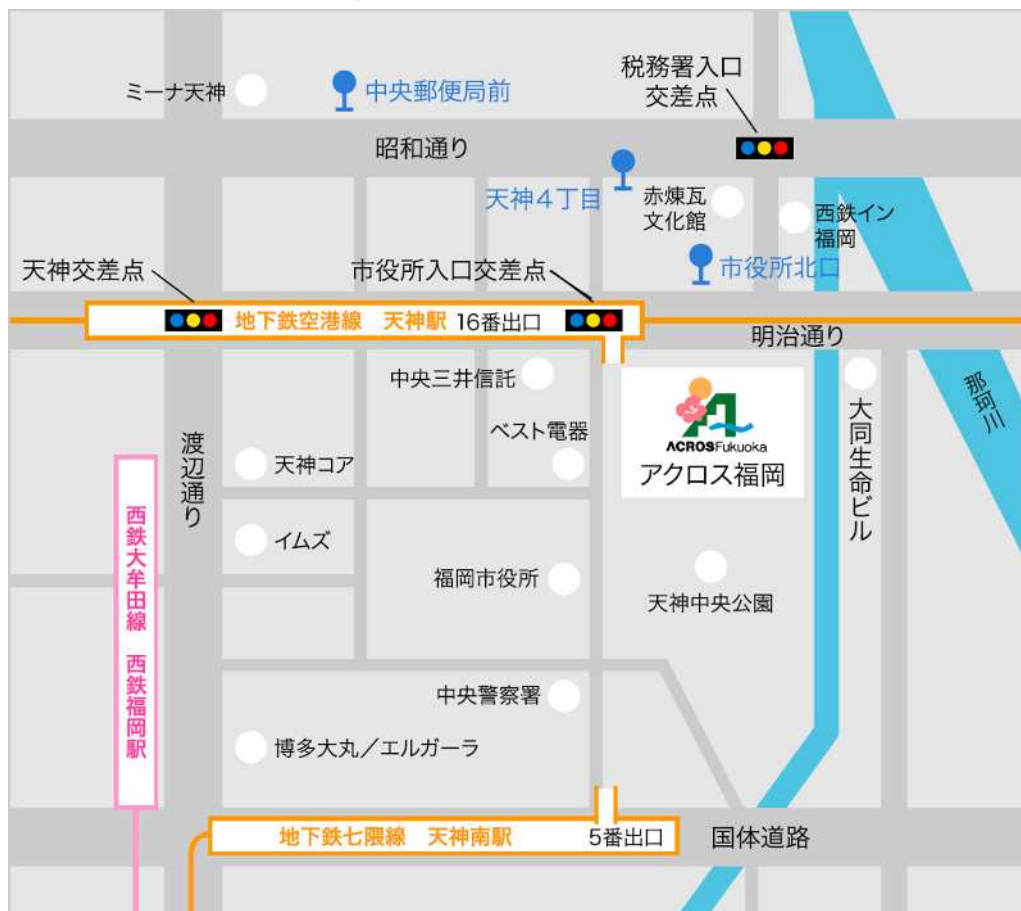 税務署入口
交差点
ミーナ天神
中央郵便局前
昭和通り
天神4丁目
赤煉瓦
文化館
西鉄イン
福岡
天神交差点
市役所入口交差点
市役所北口
地下鉄空港線 天神駅 16番出口
明治通り
中央三井信託
那珂川
ACROS Fukuoka
アクロス福岡
大同生命ビル
ベスト電器
渡辺通り
天神コア
イムズ
西鉄大牟田線 西鉄福岡駅
福岡市役所
天神中央公園
中央警察署
博多大丸/エルガーラ
地下鉄七隈線 天神南駅 5番出口
国体道路